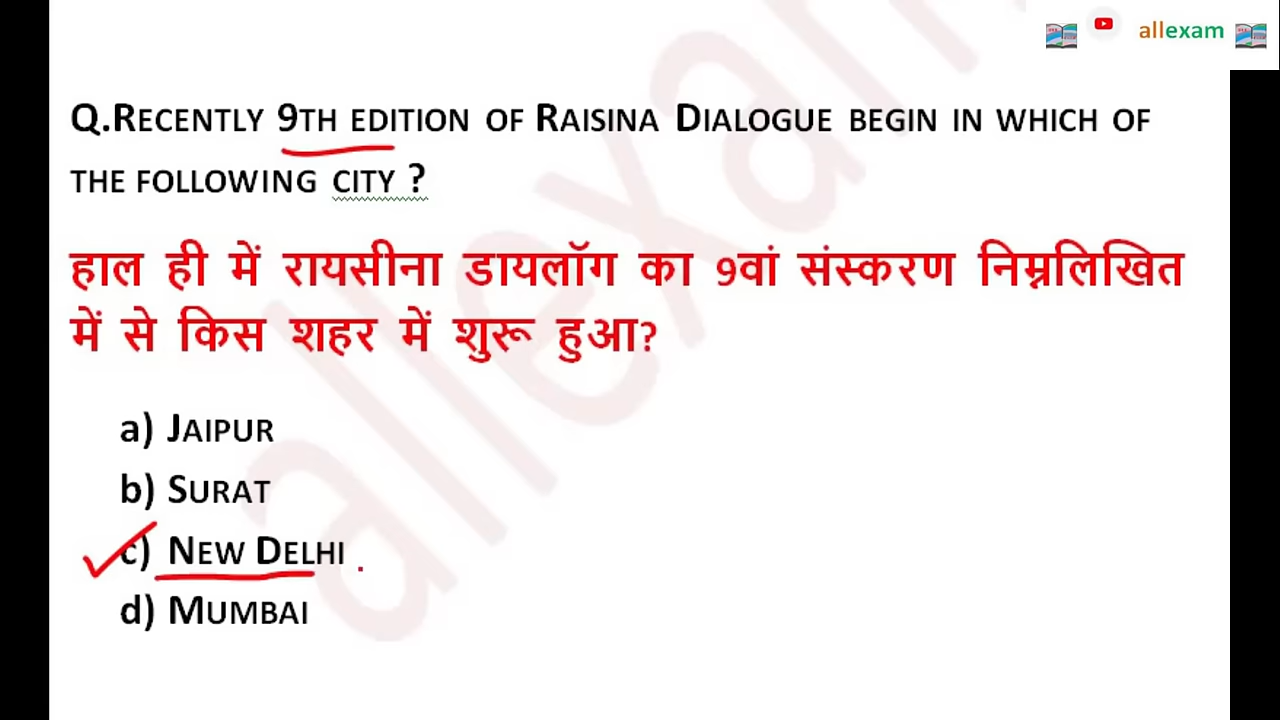 allexam
Q.Recently 9th edition of Raisina Dialogue begin in which of
the following city ?
हाल ही में रायसीना डायलॉग का 9वां संस्करण निम्नलिखित
में से किस शहर में शुरू हुआ?
a) Jaipur
b) Surat
c) New Delhi
d) Mumbai
allexam